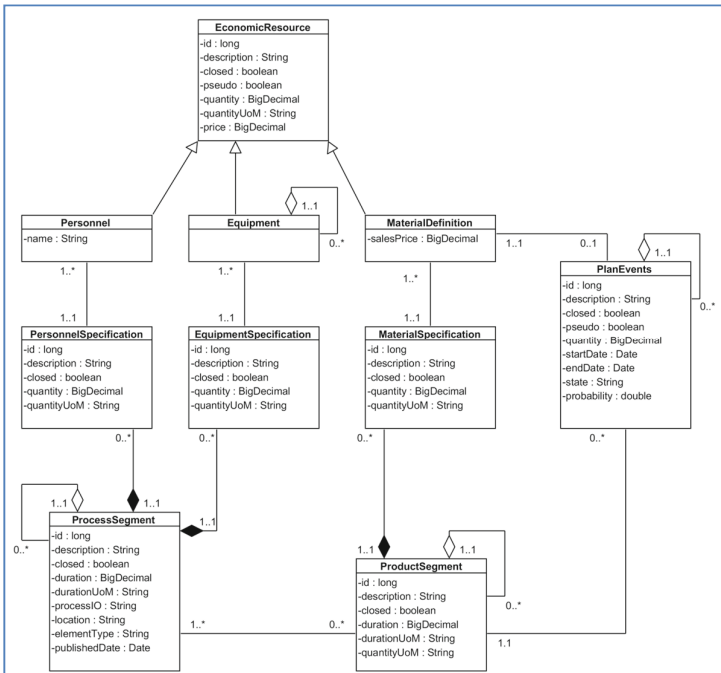 EconomicResource
-id : long
-description : String
-closed : boolean
-pseudo : boolean
-quantity : BigDecimal
-quantityUoM : String
-price : BigDecimal
Personnel
-name : String
Equipment
1..1
0..*
MaterialDefinition
-salesPrice : BigDecimal
1..1
0..1
1..1
0..*
PlanEvents
-id : long
-description : String
-closed : boolean
-pseudo : boolean
-quantity : BigDecimal
-startDate : Date
-endDate : Date
-state : String
-probability : double
1..*
1..1
1..*
1..1
1..*
1..1
PersonnelSpecification
-id : long
-description : String
-closed : boolean
-quantity : BigDecimal
-quantityUoM : String
EquipmentSpecification
-id : long
-description : String
-closed : boolean
-quantity : BigDecimal
-quantityUoM : String
MaterialSpecification
-id : long
-description : String
-closed : boolean
-quantity : BigDecimal
-quantityUoM : String
0..*
0..*
0..*
0..*
1..1
1..1
1..1
0..*
ProcessSegment
-id : long
-description : String
-closed : boolean
-duration : BigDecimal
-durationUoM : String
-processIO : String
-location : String
-elementType : String
-publishedDate : Date
1..1
1..1
0..*
ProductSegment
-id : long
-description : String
-closed : boolean
-duration : BigDecimal
-durationUoM : String
-quantityUoM : String
1..*
0..*
1.1